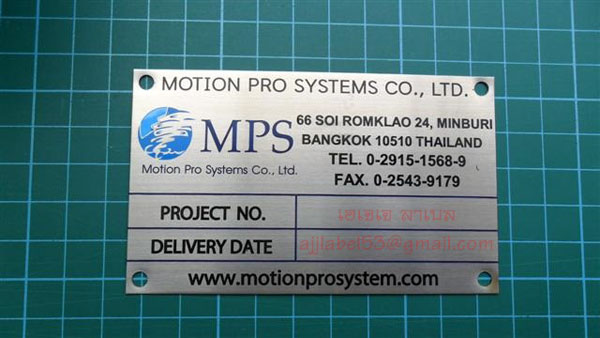 MOTION PRO SYSTEMS CO., LTD.
MPS
Motion Pro Systems Co., Ltd.
66 SOI ROMKLAO 24, MINBURI
BANGKOK 10510 THAILAND
TEL. 0-2915-1568-9
FAX. 0-2543-9179
PROJECT NO. เอเอเอ ลาเบล
DELIVERY DATE ajjlabel55@gmail.com
www.motionprosystem.com